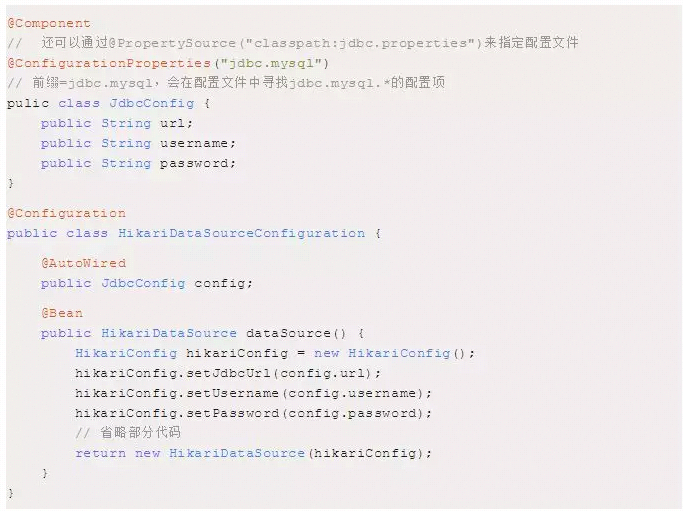 @Component
//  还可以通过@PropertySource("classpath:jdbc.properties")来指定配置文件
@ConfigurationProperties("jdbc.mysql")
// 前缀=jdbc.mysql，会在配置文件中寻找jdbc.mysql.*的配置项
pulic class JdbcConfig {
    public String url;
    public String username;
    public String password;
}
@Configuration
public class HikariDataSourceConfiguration {
    @AutoWired
    public JdbcConfig config;
    @Bean
    public HikariDataSource dataSource() {
        HikariConfig hikariConfig = new HikariConfig();
        hikariConfig.setJdbcUrl(config.url);
        hikariConfig.setUsername(config.username);
        hikariConfig.setPassword(config.password);
        // 省略部分代码
        return new HikariDataSource(hikariConfig);
    }
}